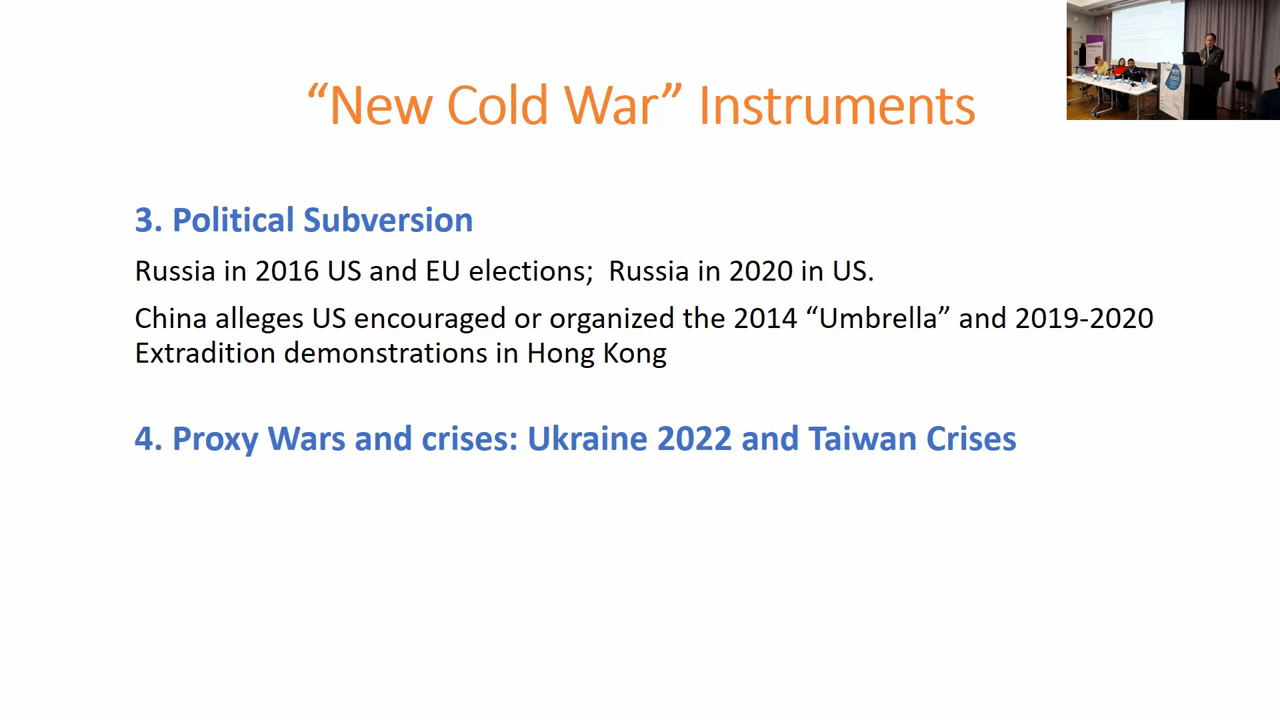 “New Cold War” Instruments
3. Political Subversion
Russia in 2016 US and EU elections;  Russia in 2020 in US.
China alleges US encouraged or organized the 2014 “Umbrella” and 2019-2020
Extradition demonstrations in Hong Kong
4. Proxy Wars and crises: Ukraine 2022 and Taiwan Crises